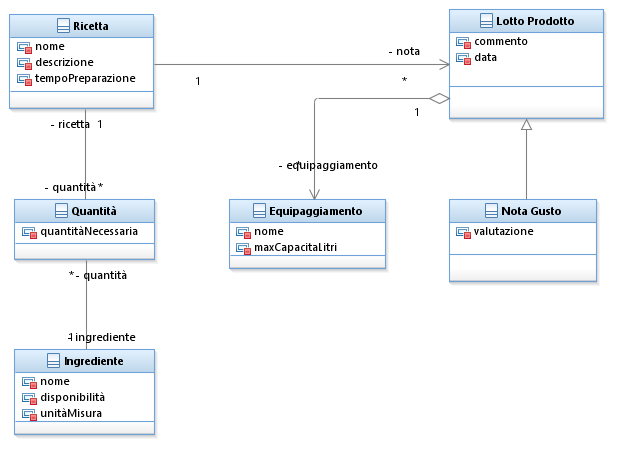 Ricetta
nome
descrizione
tempoPreparazione
Lotto Prodotto
commento
data
- nota
1
*
1
- ricetta 1
- equipaggiamento
*
- quantità *
Quantità
quantitàNecessaria
Equipaggiamento
nome
maxCapacitaLitri
Nota Gusto
valutazione
* - quantità
- ingrediente
1
Ingrediente
nome
disponibilità
unitàMisura